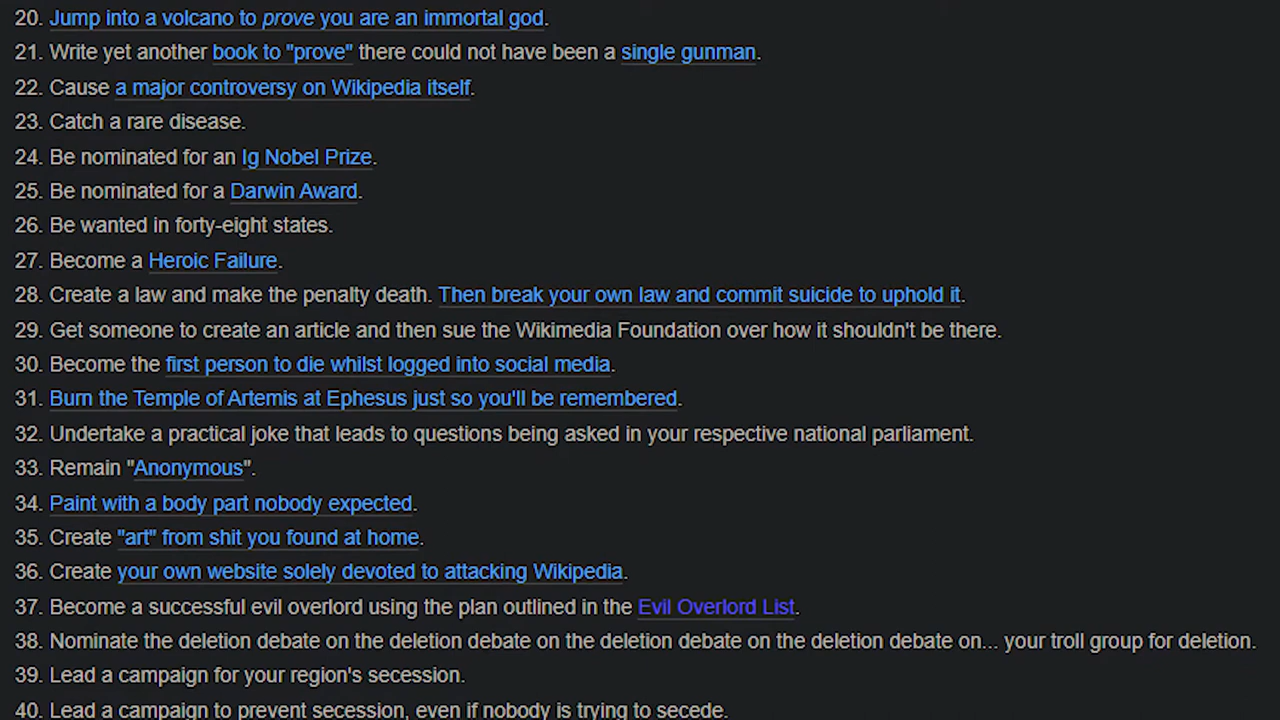 20. Jump into a volcano to prove you are an immortal god.
21. Write yet another book to "prove" there could not have been a single gunman.
22. Cause a major controversy on Wikipedia itself.
23. Catch a rare disease.
24. Be nominated for an Ig Nobel Prize.
25. Be nominated for a Darwin Award.
26. Be wanted in forty-eight states.
27. Become a Heroic Failure.
28. Create a law and make the penalty death. Then break your own law and commit suicide to uphold it.
29. Get someone to create an article and then sue the Wikimedia Foundation over how it shouldn't be there.
30. Become the first person to die whilst logged into social media.
31. Burn the Temple of Artemis at Ephesus just so you'll be remembered.
32. Undertake a practical joke that leads to questions being asked in your respective national parliament.
33. Remain "Anonymous".
34. Paint with a body part nobody expected.
35. Create "art" from shit you found at home.
36. Create your own website solely devoted to attacking Wikipedia.
37. Become a successful evil overlord using the plan outlined in the Evil Overlord List.
38. Nominate the deletion debate on the deletion debate on the deletion debate on the deletion debate on... your troll group for deletion.
39. Lead a campaign for your region's secession.
40. Lead a campaign to prevent secession, even if nobody is trying to secede.